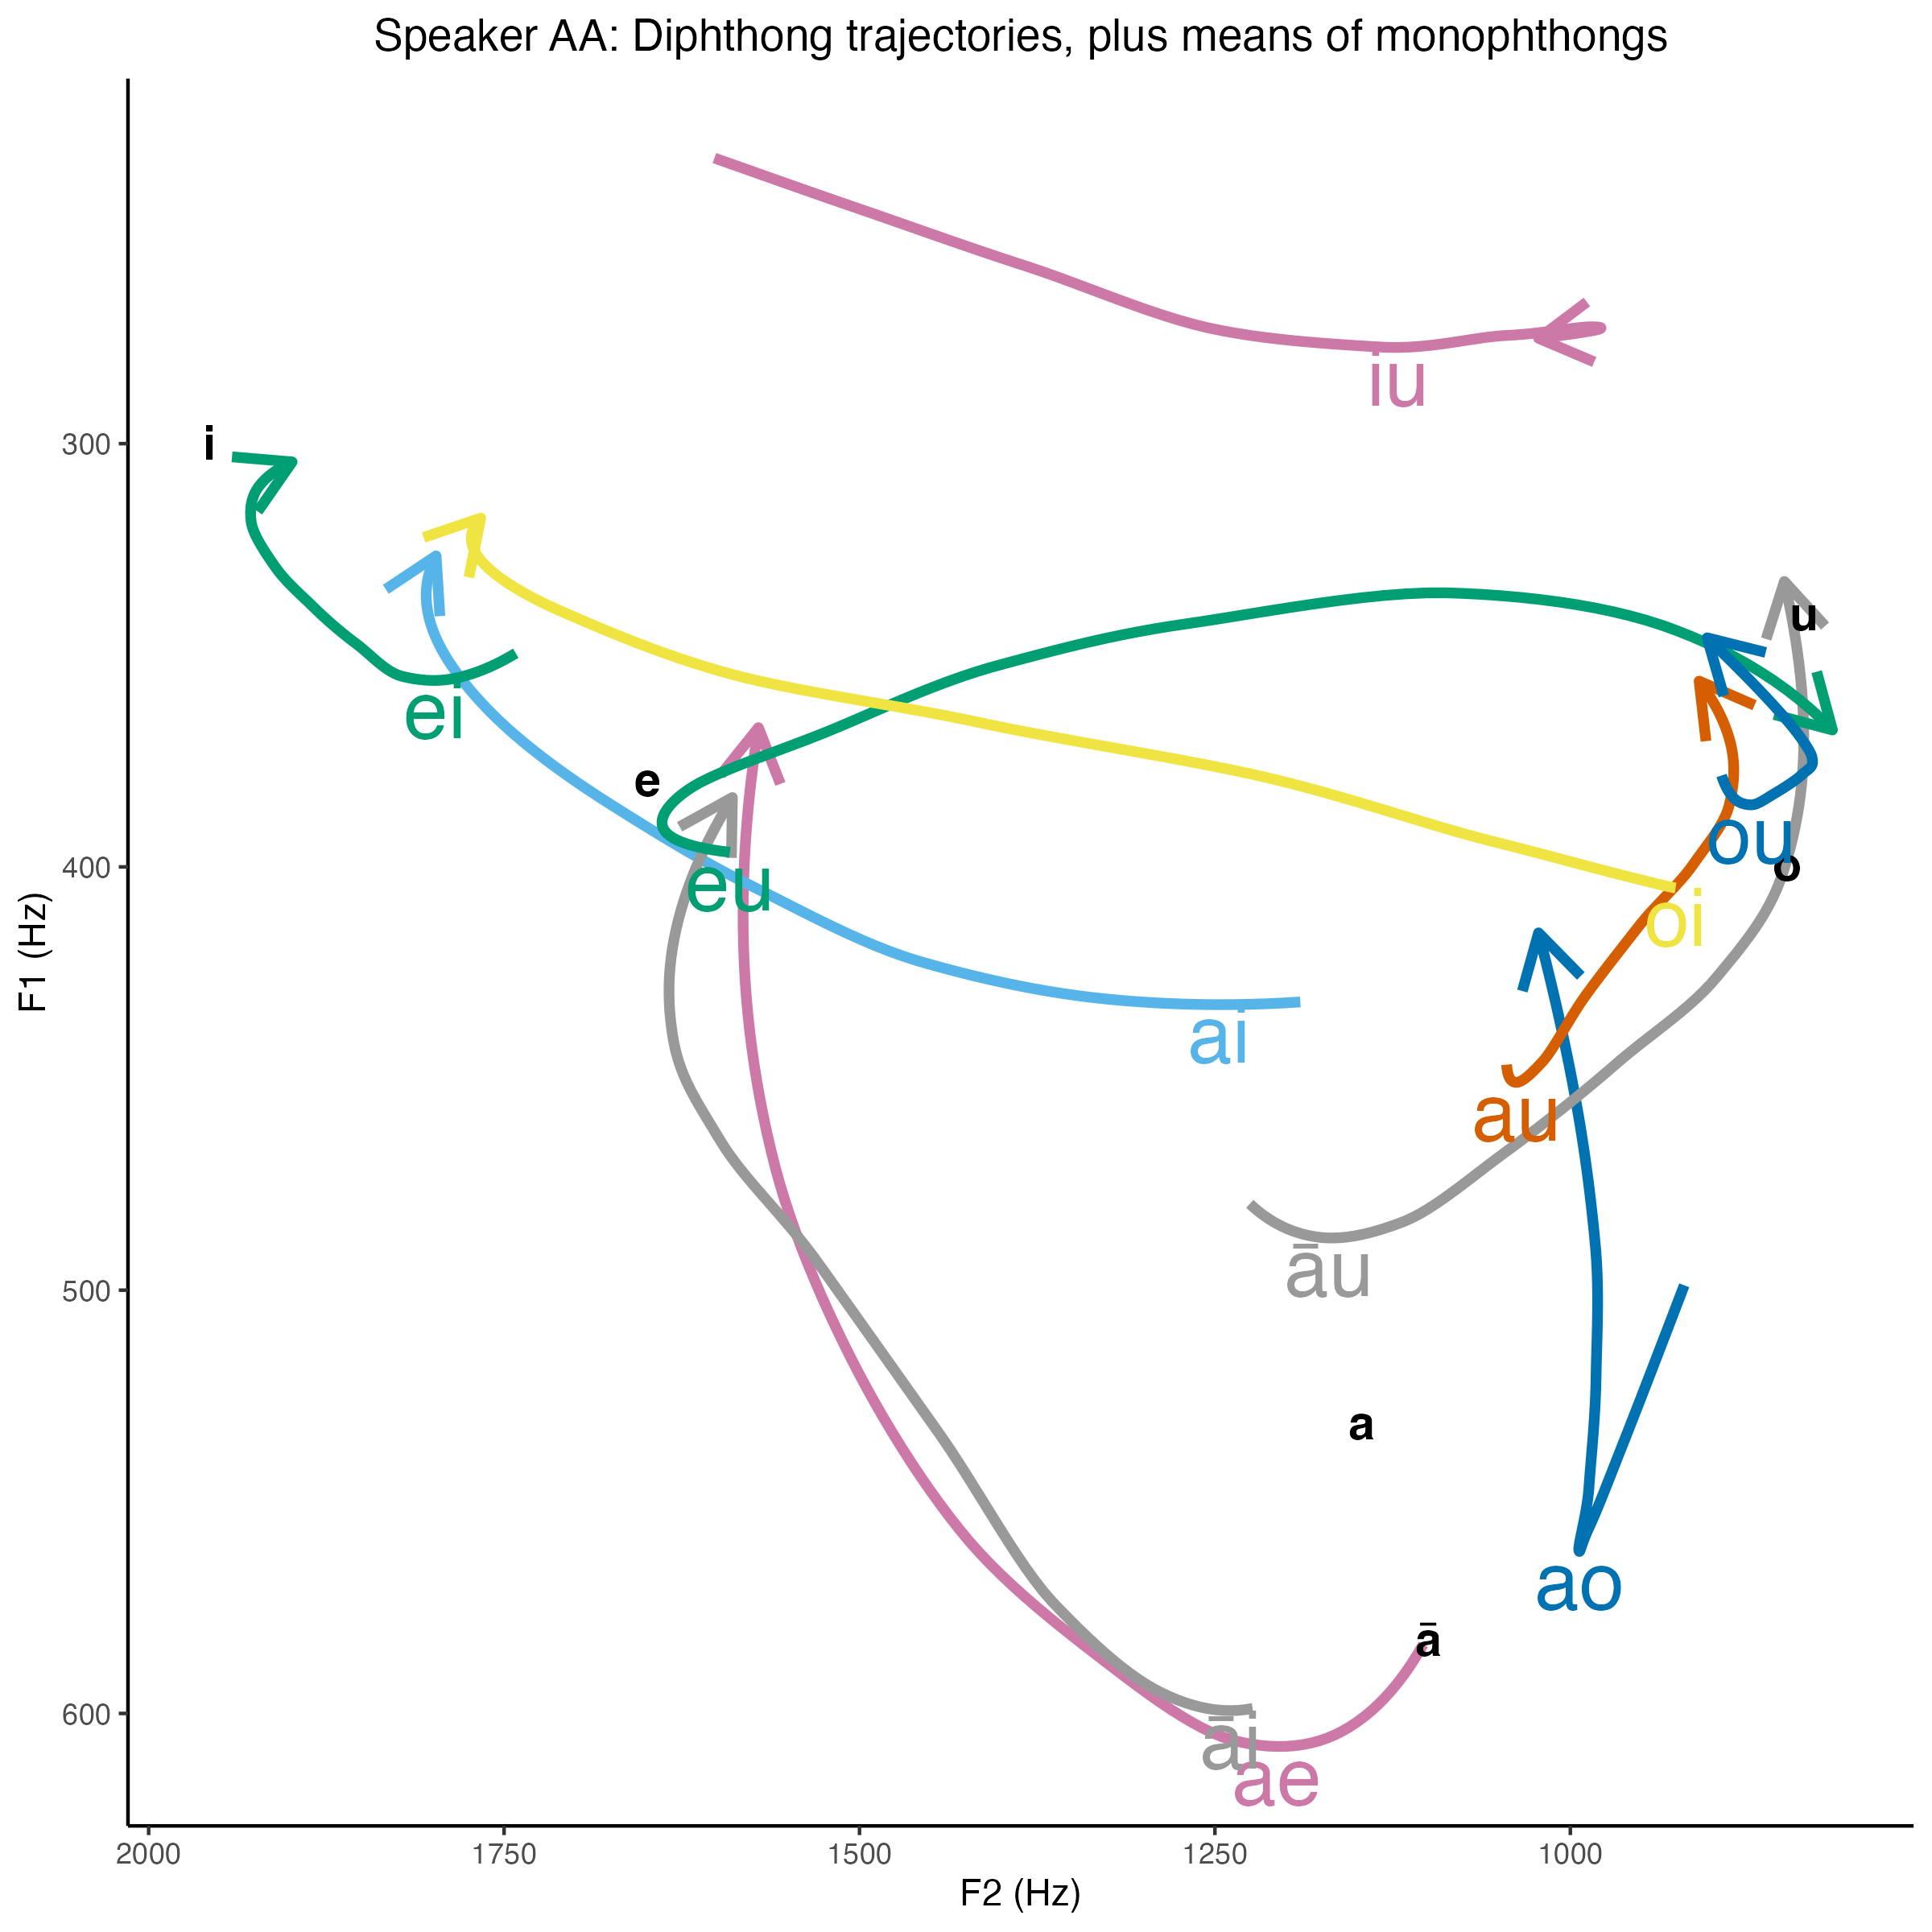 Speaker AA: Diphthong trajectories, plus means of monophthongs
iu
300
i
u
ei
e
ou
400
eu
o
oi
F1 (Hz)
ai
au
500
āu
a
ao
ā
600
āi
ae
2000 1750 1500 1250 1000
F2 (Hz)